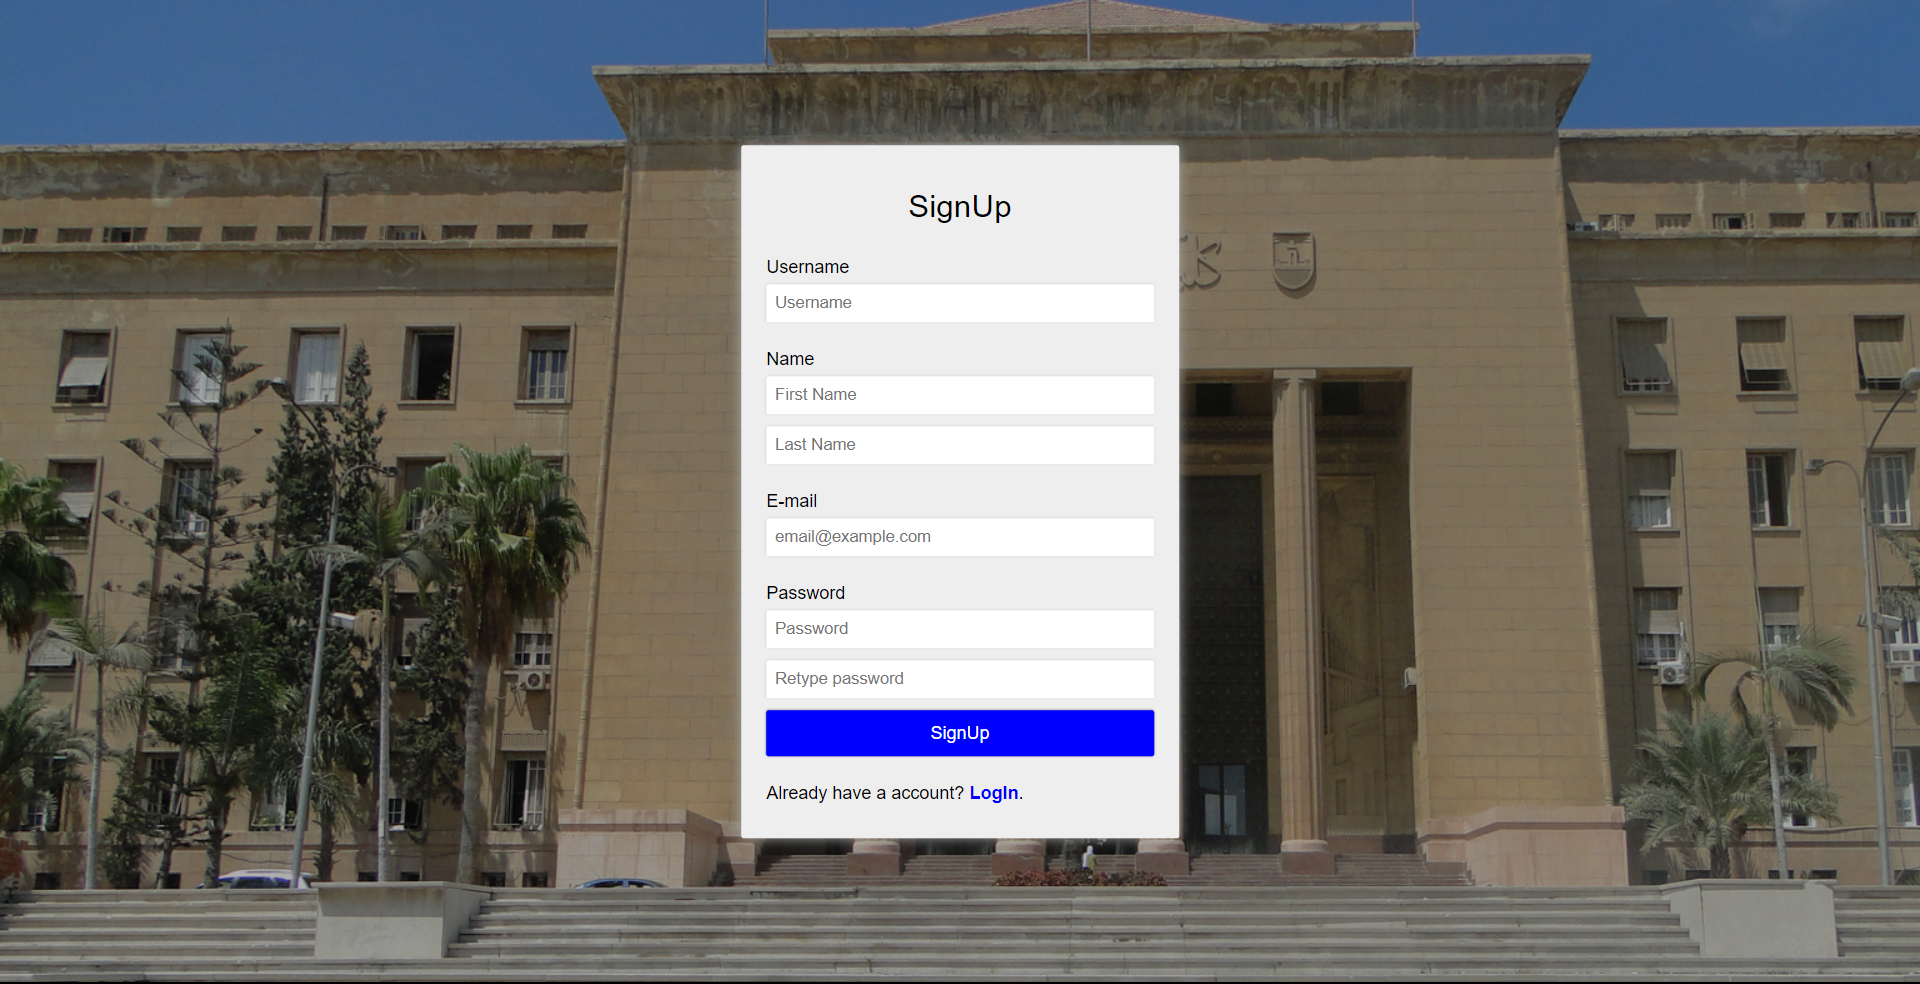 SignUp
Username
Username
Name
First Name
Last Name
E-mail
email@example.com
Password
Password
Retype password
SignUp
Already have a account? LogIn.